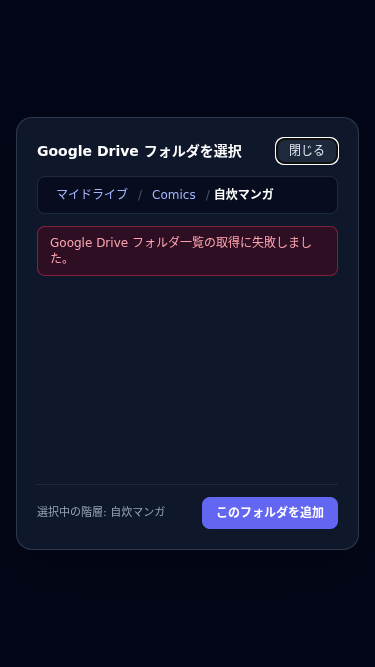 Google Drive フォルダを選択 閉じる
マイドライブ / Comics / 自炊マンガ
Google Drive フォルダ一覧の取得に失敗しまし
た。
選択中の階層: 自炊マンガ このフォルダを追加